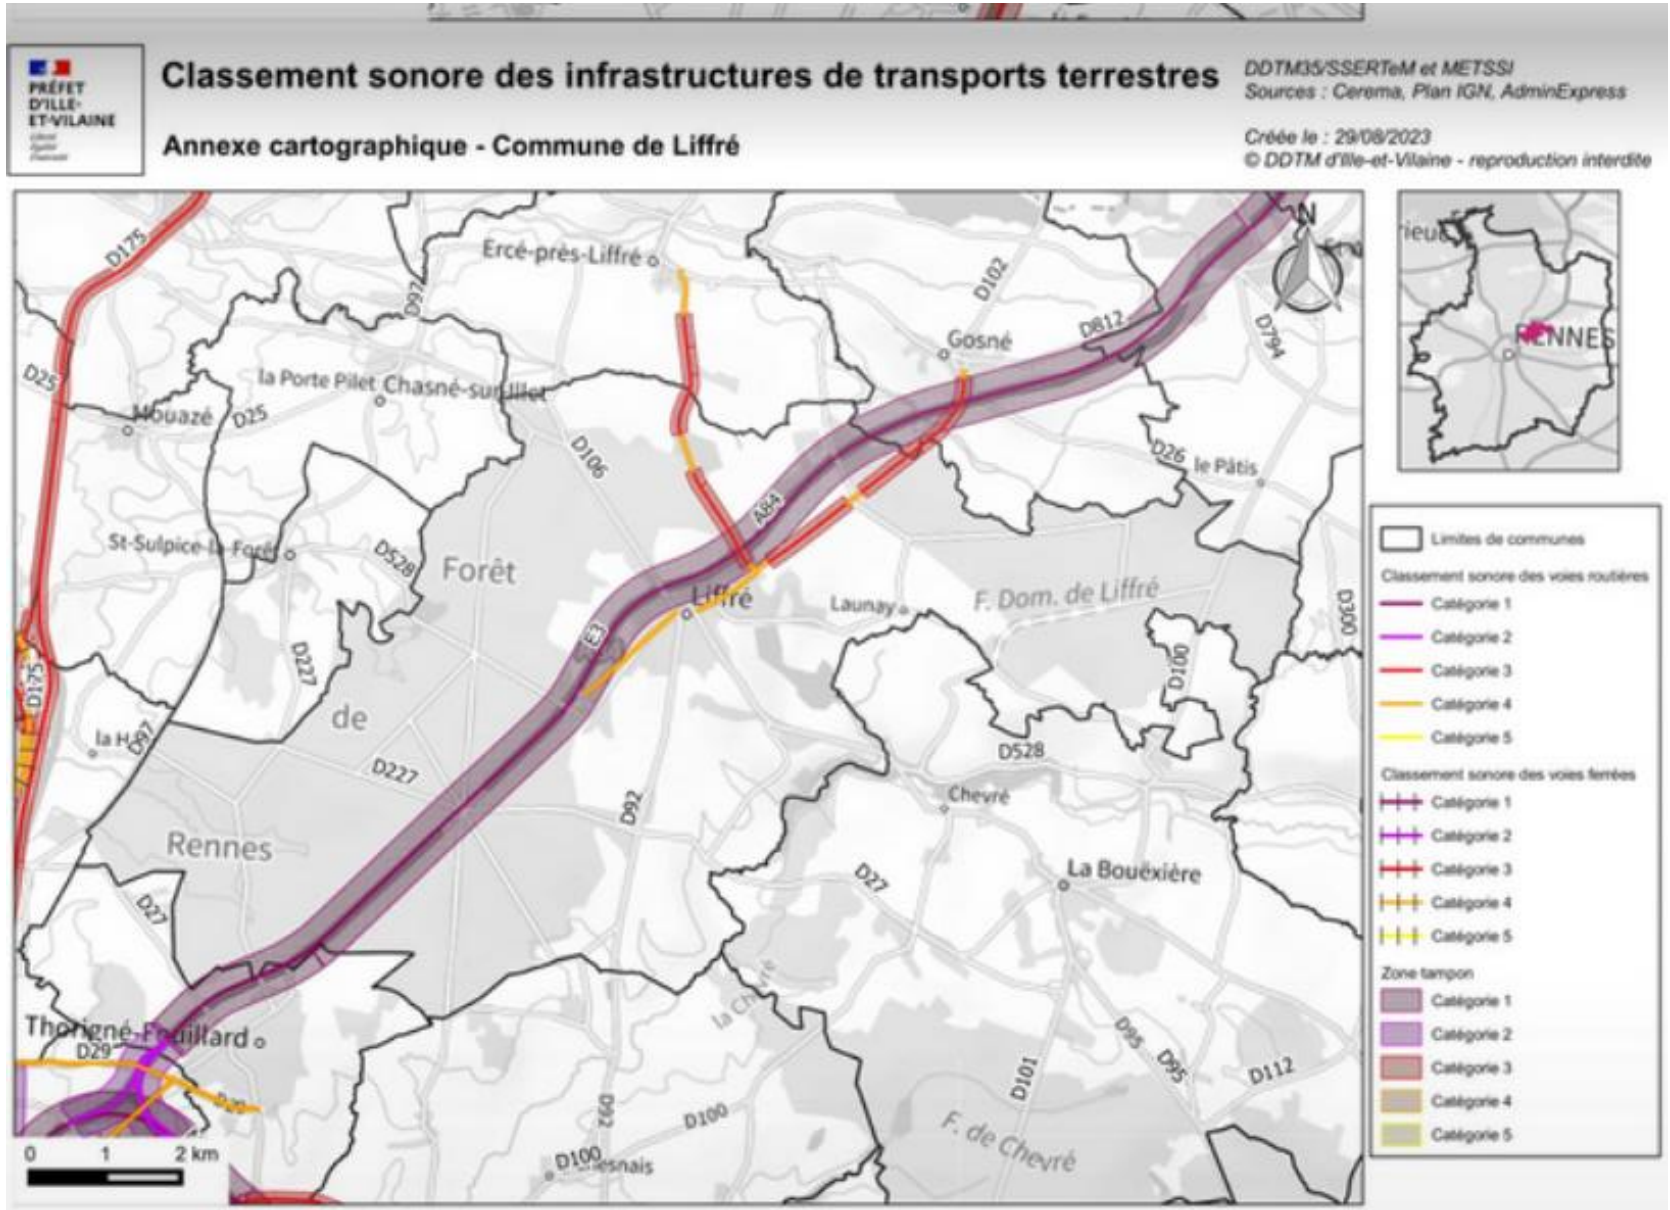 PRÉFET
D'ILLE-
ET-VILAINE
Classement sonore des infrastructures de transports terrestres
Annexe cartographique - Commune de Liffré
DDTM35/SSERTeM et METSSI
Sources : Cerema, Plan IGN, AdminExpress
Créée le : 29/08/2023
© DDTM d'Ille-et-Vilaine - reproduction interdite
D175
Ercé-près-Liffré
D97
D102
N
Gosné
D812
D794
D25
la Porte Pilet
Chasné-sur-Illet
Mouazé
D25
D106
D26
le Pâtis
A84
St-Sulpice-la-Forêt
D528
Forêt
Liffré
Launay
F. Dom. de Liffré
D300
E3
D227
D100
D175
de
la H
D97
D227
D528
D92
Chevré
Rennes
La Bouëxière
D27
D27
la Chevré
Thorigné-Fouillard
D29
D29
D95
D95
D101
D112
D92
D100
F. de Chevré
D100
0 1 2 km
RENNES
Limites de communes
Classement sonore des voies routières
Catégorie 1
Catégorie 2
Catégorie 3
Catégorie 4
Catégorie 5
Classement sonore des voies ferrées
Catégorie 1
Catégorie 2
Catégorie 3
Catégorie 4
Catégorie 5
Zone tampon
Catégorie 1
Catégorie 2
Catégorie 3
Catégorie 4
Catégorie 5